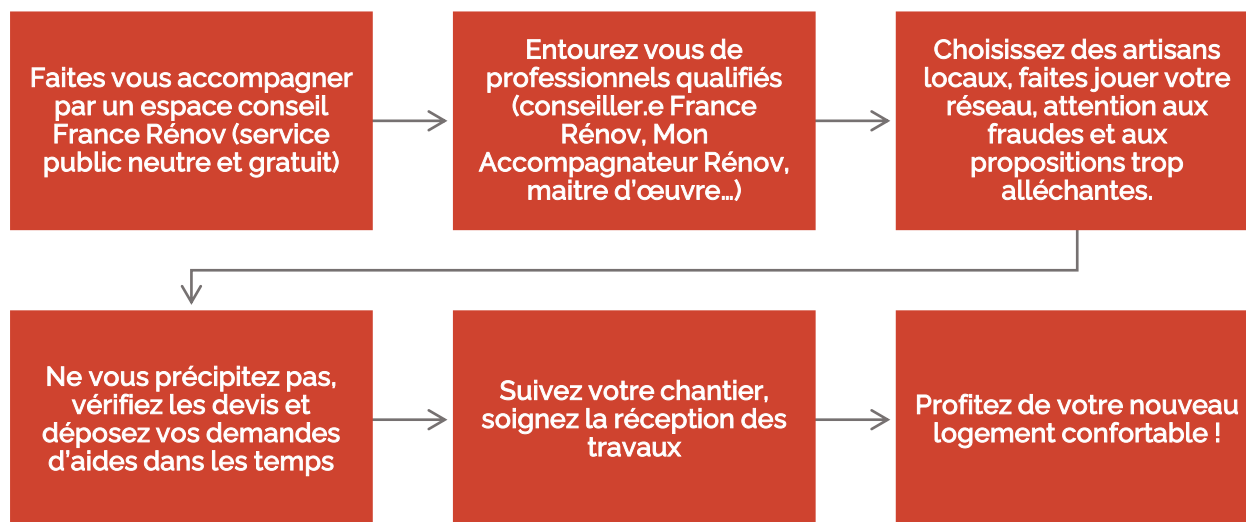 Faites vous accompagner
par un espace conseil
France Rénov (service
public neutre et gratuit)
Entourez vous de
professionnels qualifiés
(conseiller.e France
Rénov, Mon
Accompagnateur Rénov,
maitre d'œuvre…)
Choisissez des artisans
locaux, faites jouer votre
réseau, attention aux
fraudes et aux
propositions trop
alléchantes.
Ne vous précipitez pas,
vérifiez les devis et
déposez vos demandes
d'aides dans les temps
Suivez votre chantier,
soignez la réception des
travaux
Profitez de votre nouveau
logement confortable !